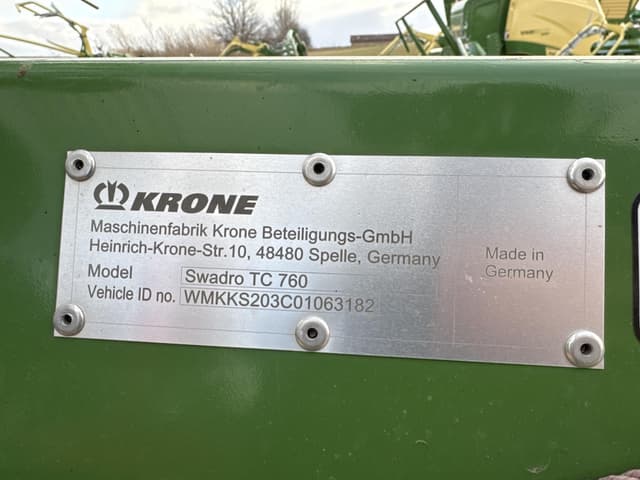 KRONE
Maschinenfabrik Krone Beteiligungs-GmbH
Heinrich-Krone-Str.10, 48480 Spelle, Germany
Made in
Germany
Model Swadro TC 760
Vehicle ID no. WMKKS203C01063182